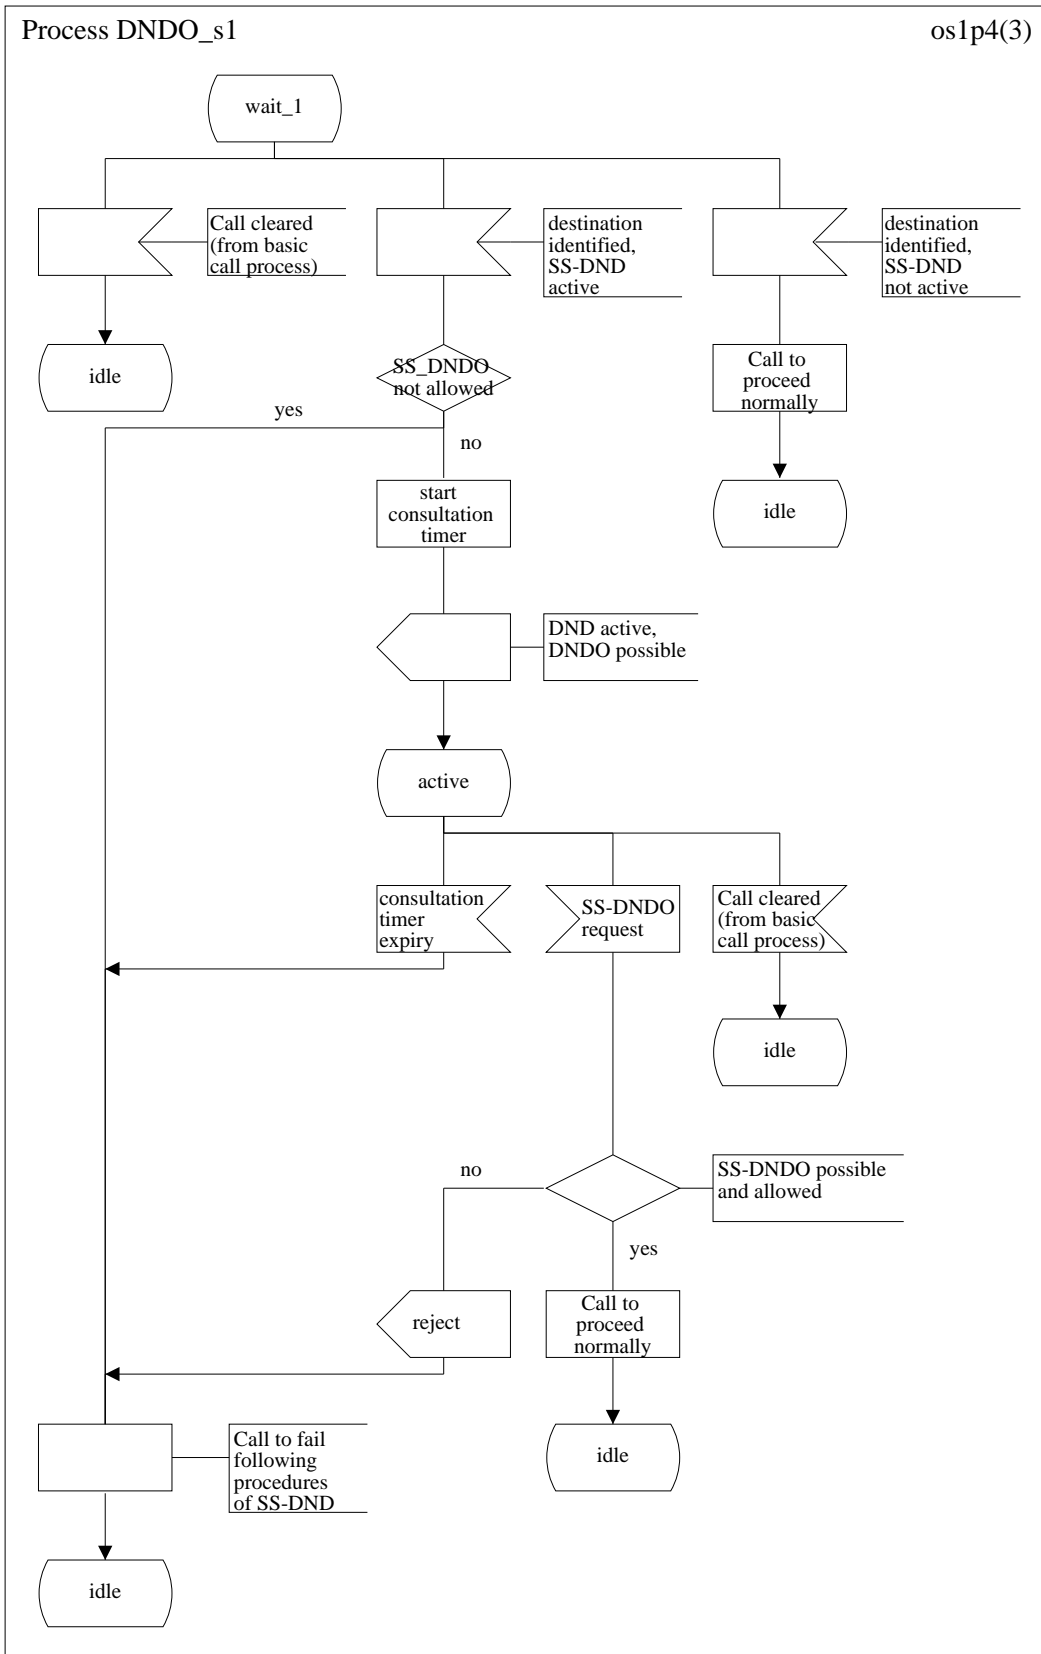 Process DNDO_s1
os1p4(3)
wait_1
Call cleared
(from basic
call process)
destination
identified,
SS-DND
active
destination
identified,
SS-DND
not active
idle
SS_DNDO
not allowed
Call to
proceed
normally
yes
no
start
consultation
timer
idle
DND active,
DNDO possible
active
consultation
timer
expiry
SS-DNDO
request
Call cleared
(from basic
call process)
idle
no
SS-DNDO possible
and allowed
yes
reject
Call to
proceed
normally
Call to fail
following
procedures
of SS-DND
idle
idle